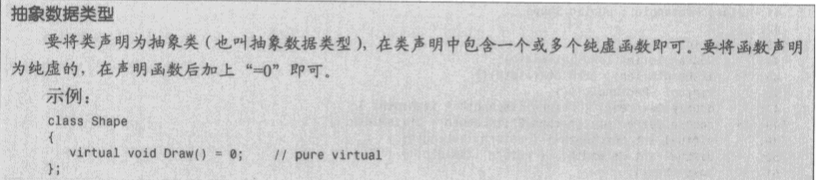 抽象数据类型
要将类声明为抽象类（也叫抽象数据类型），在类声明中包含一个或多个纯虚函数即可。要将函数声明
为纯虚的，在声明函数后加上“=0”即可。
示例：
class Shape
{
virtual void Draw() = 0;    // pure virtual
};